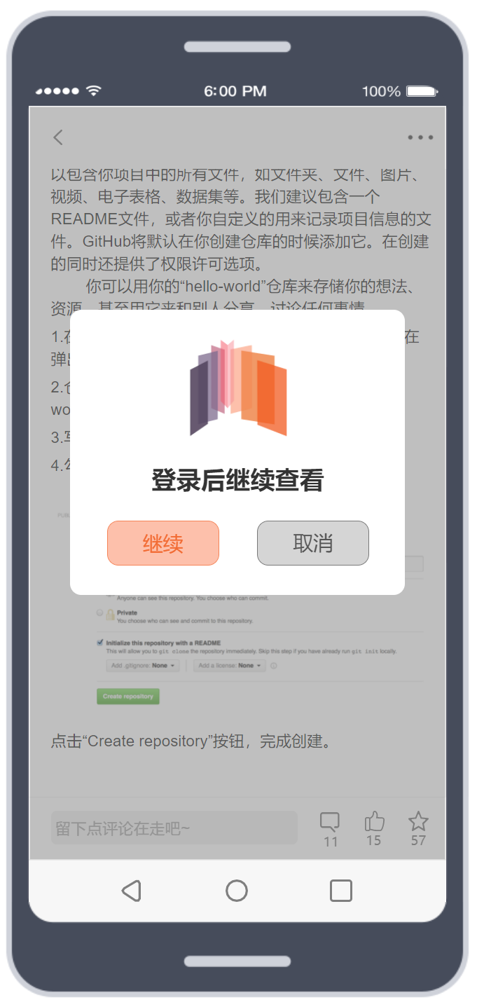 6:00 PM
100%
以包含你项目中的所有文件，如文件夹、文件、图片、
视频、电子表格、数据集等。我们建议包含一个
README文件，或者你自定义的用来记录项目信息的文
件。GitHub将默认在你创建仓库的时候添加它。在创建
的同时还提供了权限许可选项。
你可以用你的“hello-world”仓库来存储你的想法、
资源，甚至用它来和别人分享、讨论任何事情
1.在 在
弹出
2.仓
wo
3.写
4.勾
登录后继续查看
继续
取消
Anyone can see this repository. You choose who can commit.
Private
You choose who can see and commit to this repository.
Initialize this repository with a README
This will allow you to git clone the repository immediately. Skip this step if you have already run git init locally.
Add .gitignore: None
Add a license: None
Create repository
点击“Create repository”按钮，完成创建。
留下点评论在走吧~
11
15
57